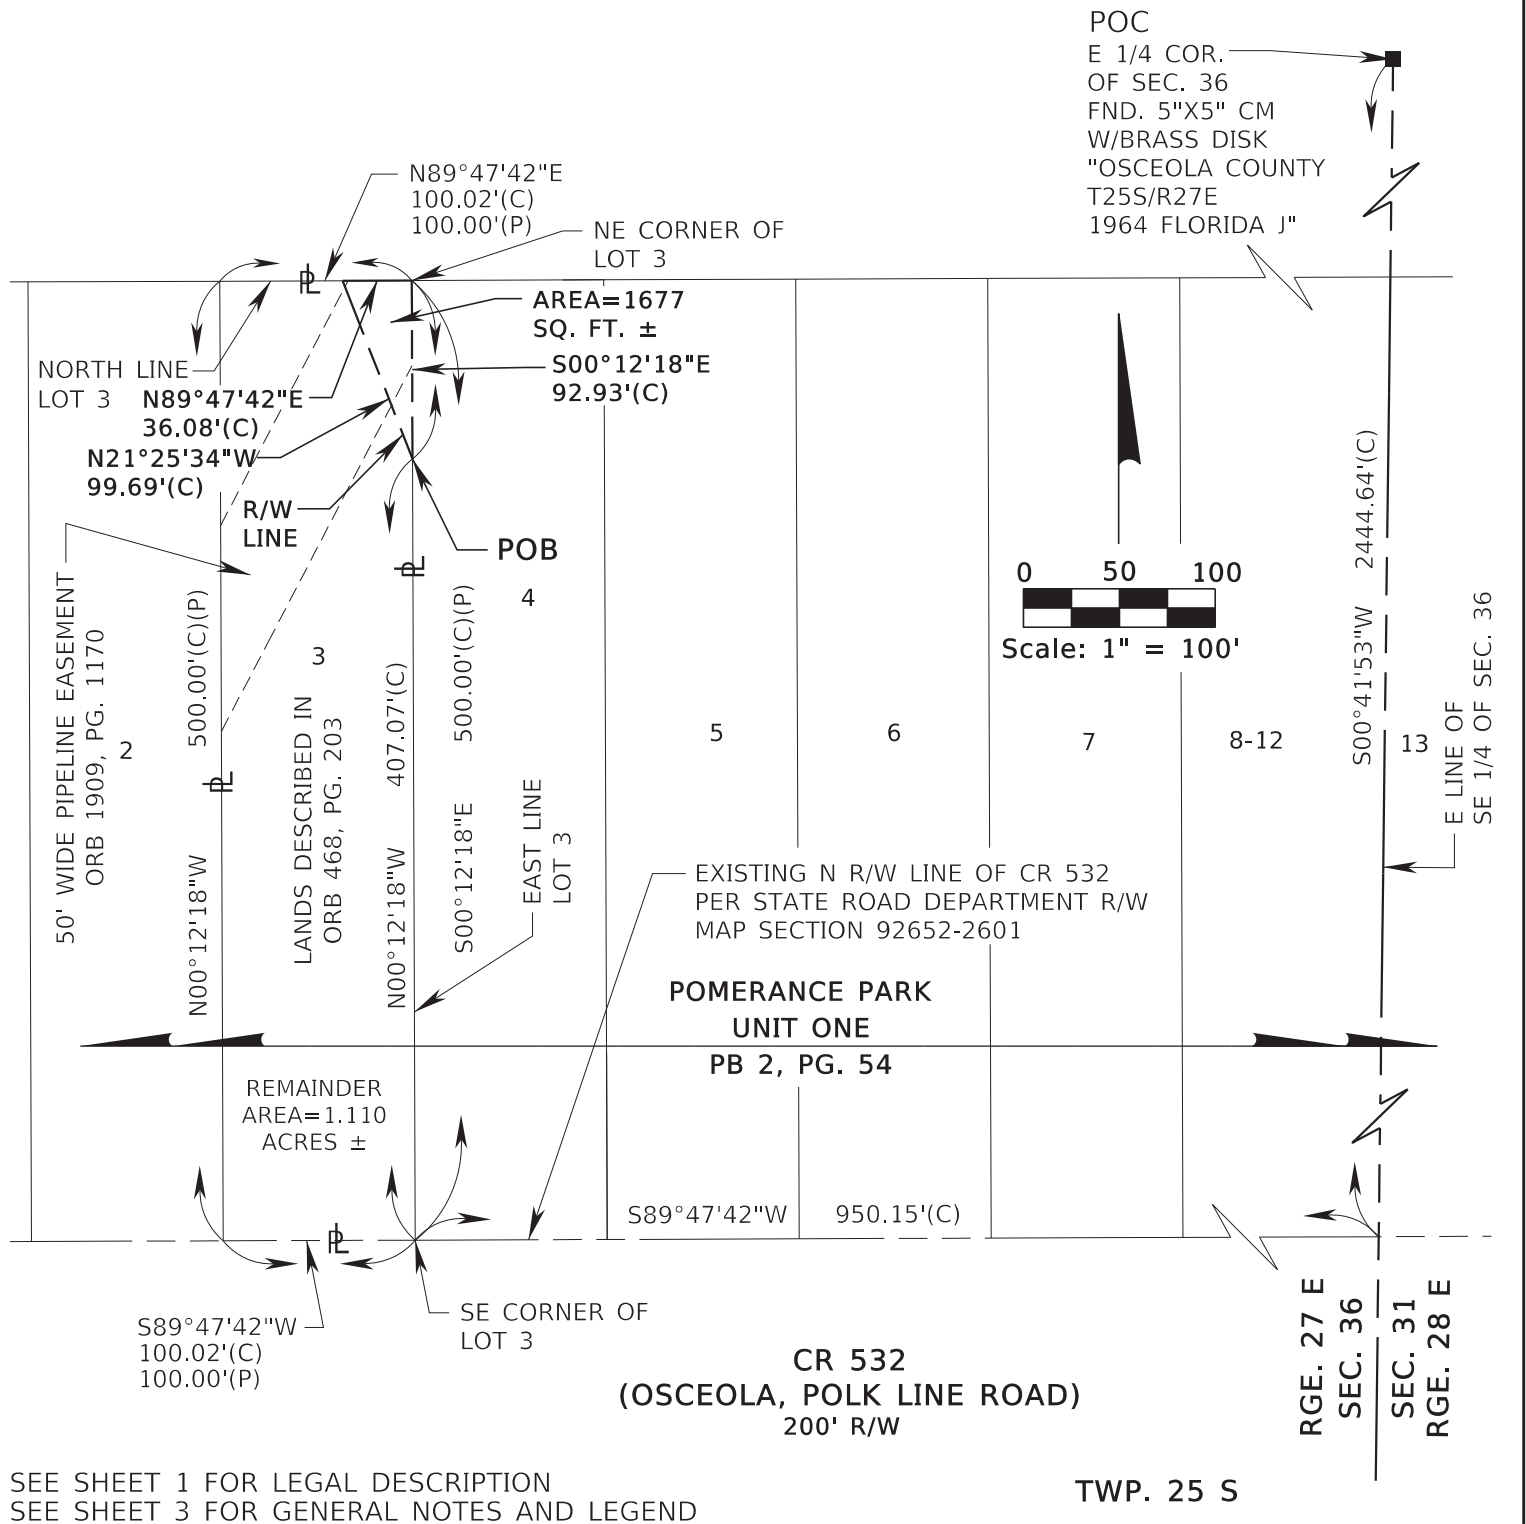 POC
E 1/4 COR.
OF SEC. 36
FND. 5"X5" CM
W/BRASS DISK
"OSCEOLA COUNTY
T25S/R27E
1964 FLORIDA J"
N89°47'42"E
100.02'(C)
100.00'(P)
NE CORNER OF
LOT 3
PL
AREA=1677
SQ. FT. ±
S00°12'18"E
92.93'(C)
NORTH LINE
LOT 3
N89°47'42"E
36.08'(C)
N21°25'34"W
99.69'(C)
R/W
LINE
POB
PL
50' WIDE PIPELINE EASEMENT
ORB 1909, PG. 1170
2
N00°12'18"W 500.00'(C)(P)
PL
3
LANDS DESCRIBED IN
ORB 468, PG. 203
N00°12'18"W 407.07'(C)
S00°12'18"E 500.00'(C)(P)
4
EAST LINE
LOT 3
0 50 100
Scale: 1" = 100'
5
6
7
8-12
13
S00°41'53"W 2444.64'(C)
E LINE OF
SE 1/4 OF SEC. 36
EXISTING N R/W LINE OF CR 532
PER STATE ROAD DEPARTMENT R/W
MAP SECTION 92652-2601
POMERANCE PARK
UNIT ONE
PB 2, PG. 54
REMAINDER
AREA=1.110
ACRES ±
S89°47'42"W 950.15'(C)
PL
S89°47'42"W
100.02'(C)
100.00'(P)
SE CORNER OF
LOT 3
CR 532
(OSCEOLA, POLK LINE ROAD)
200' R/W
RGE. 27 E
SEC. 36
SEC. 31
RGE. 28 E
TWP. 25 S
SEE SHEET 1 FOR LEGAL DESCRIPTION
SEE SHEET 3 FOR GENERAL NOTES AND LEGEND